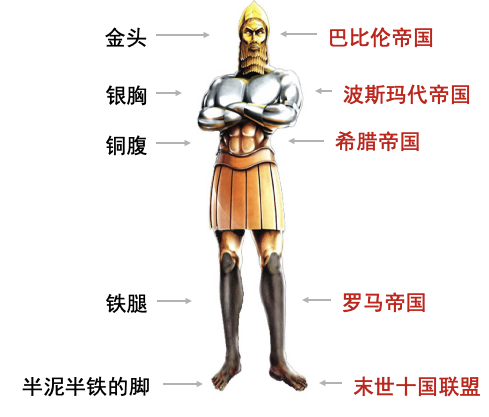 金头 巴比伦帝国
银胸 波斯玛代帝国
铜腹 希腊帝国
铁腿 罗马帝国
半泥半铁的脚 末世十国联盟